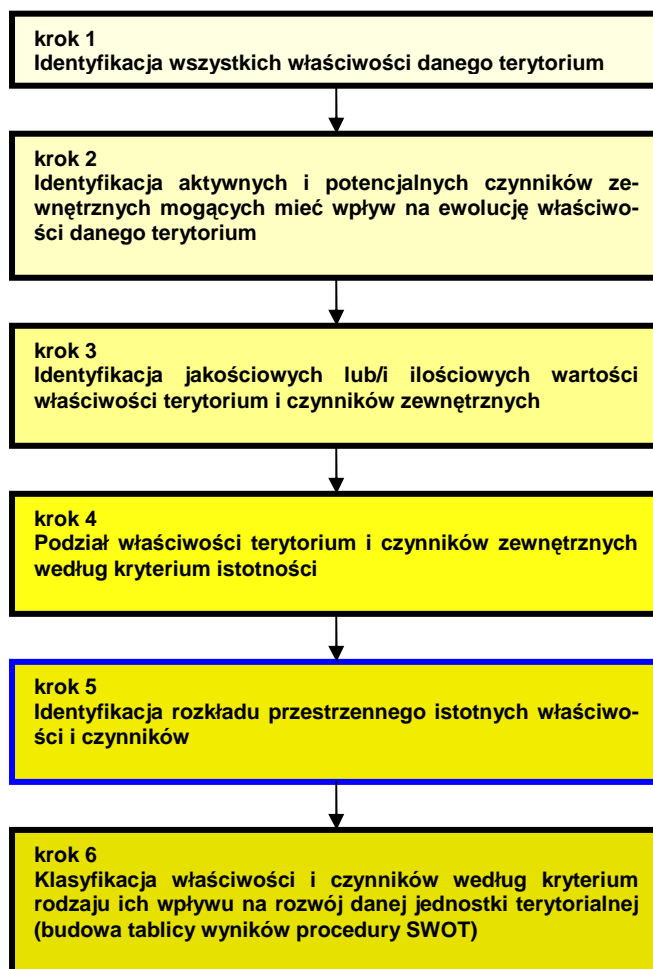 krok 1
Identyfikacja wszystkich właściwości danego terytorium
krok 2
Identyfikacja aktywnych i potencjalnych czynników ze-
wnętrznych mogących mieć wpływ na ewolucję właściwo-
ści danego terytorium
krok 3
Identyfikacja jakościowych lub/i ilościowych wartości
właściwości terytorium i czynników zewnętrznych
krok 4
Podział właściwości terytorium i czynników zewnętrznych
według kryterium istotności
krok 5
Identyfikacja rozkładu przestrzennego istotnych właściwo-
ści i czynników
krok 6
Klasyfikacja właściwości i czynników według kryterium
rodzaju ich wpływu na rozwój danej jednostki terytorialnej
(budowa tablicy wyników procedury SWOT)